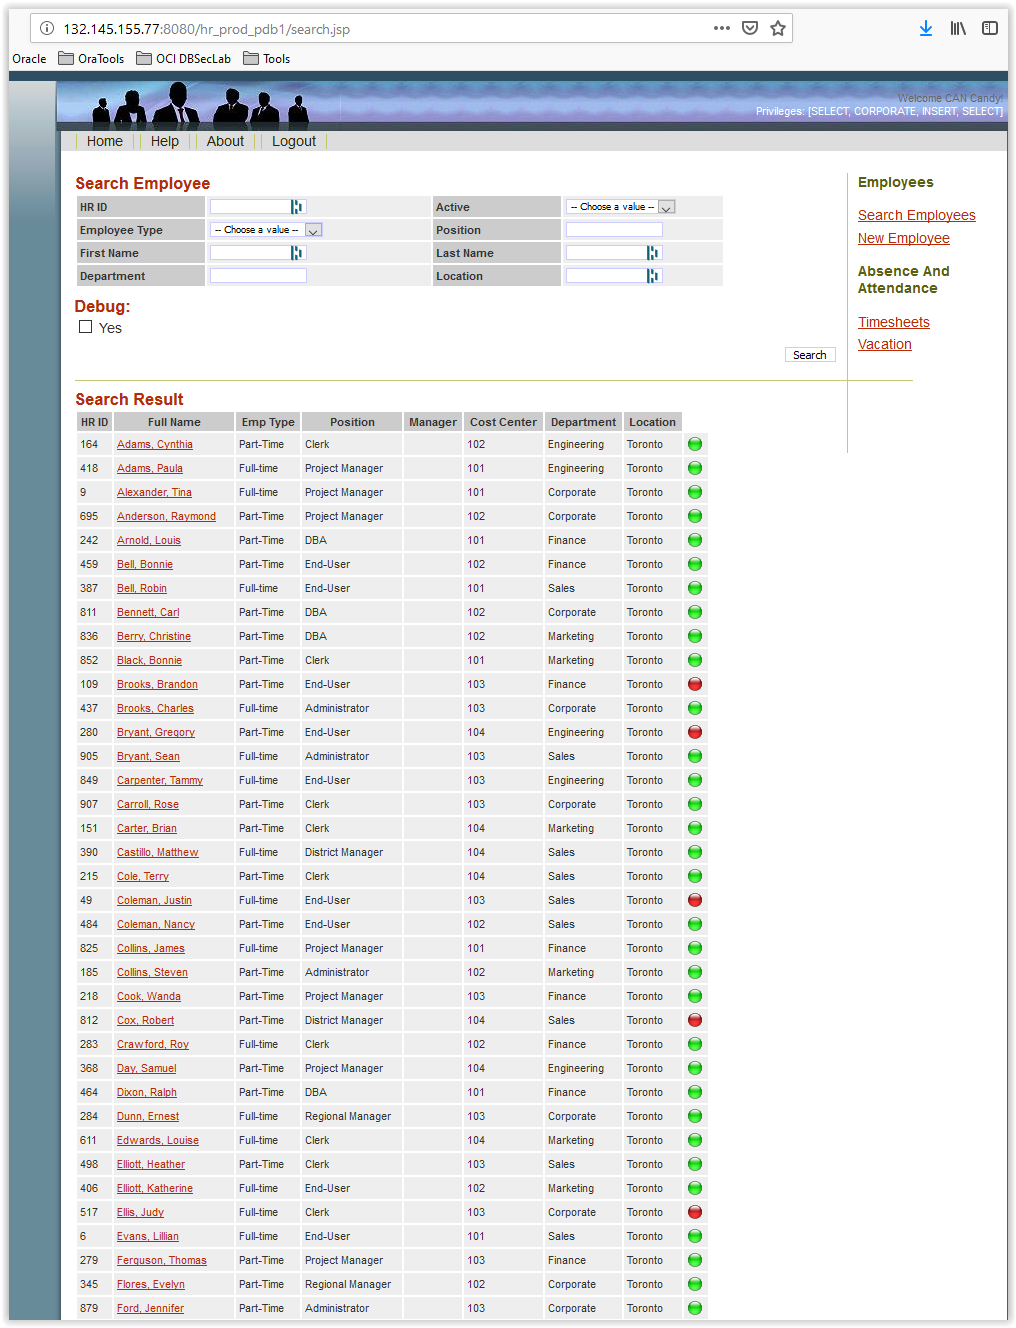 132.145.155.77:8080/hr_prod_pdb1/search.jsp
Oracle OraTools OCI DBSecLab Tools
Welcome CAN Candy!
Privileges: [SELECT, CORPORATE, INSERT, SELECT]
Home Help About Logout
Search Employee
HR ID Active -- Choose a value --
Employee Type -- Choose a value -- Position
First Name Last Name
Department Location
Debug:
Yes
Search
Employees
Search Employees
New Employee
Absence And
Attendance
Timesheets
Vacation
Search Result
HR ID Full Name Emp Type Position Manager Cost Center Department Location
164 Adams, Cynthia Part-Time Clerk 102 Engineering Toronto
418 Adams, Paula Full-time Project Manager 101 Engineering Toronto
9 Alexander, Tina Full-time Project Manager 101 Corporate Toronto
695 Anderson, Raymond Part-Time Project Manager 102 Corporate Toronto
242 Arnold, Louis Part-Time DBA 101 Finance Toronto
459 Bell, Bonnie Part-Time End-User 102 Finance Toronto
387 Bell, Robin Full-time End-User 101 Sales Toronto
811 Bennett, Carl Part-Time DBA 102 Corporate Toronto
836 Berry, Christine Part-Time DBA 102 Marketing Toronto
852 Black, Bonnie Part-Time Clerk 101 Marketing Toronto
109 Brooks, Brandon Part-Time End-User 103 Finance Toronto
437 Brooks, Charles Full-time Administrator 103 Corporate Toronto
280 Bryant, Gregory Part-Time End-User 104 Engineering Toronto
905 Bryant, Sean Full-time Administrator 103 Sales Toronto
849 Carpenter, Tammy Full-time End-User 103 Engineering Toronto
907 Carroll, Rose Part-Time Clerk 103 Corporate Toronto
151 Carter, Brian Part-Time Clerk 104 Marketing Toronto
390 Castillo, Matthew Full-time District Manager 104 Sales Toronto
215 Cole, Terry Part-Time Clerk 104 Sales Toronto
49 Coleman, Justin Full-time End-User 103 Sales Toronto
484 Coleman, Nancy Part-Time End-User 102 Sales Toronto
825 Collins, James Full-time Project Manager 101 Finance Toronto
185 Collins, Steven Part-Time Administrator 102 Marketing Toronto
218 Cook, Wanda Part-Time Project Manager 103 Finance Toronto
812 Cox, Robert Part-Time District Manager 104 Sales Toronto
283 Crawford, Roy Full-time Clerk 102 Finance Toronto
368 Day, Samuel Part-Time Project Manager 104 Engineering Toronto
464 Dixon, Ralph Part-Time DBA 101 Finance Toronto
284 Dunn, Ernest Full-time Regional Manager 103 Corporate Toronto
611 Edwards, Louise Full-time Clerk 104 Marketing Toronto
498 Elliott, Heather Part-Time Clerk 103 Sales Toronto
406 Elliott, Katherine Full-time End-User 102 Marketing Toronto
517 Ellis, Judy Full-time Clerk 103 Corporate Toronto
6 Evans, Lillian Full-time End-User 101 Sales Toronto
279 Ferguson, Thomas Part-Time Project Manager 103 Finance Toronto
345 Flores, Evelyn Part-Time Regional Manager 102 Corporate Toronto
879 Ford, Jennifer Part-Time Administrator 103 Corporate Toronto